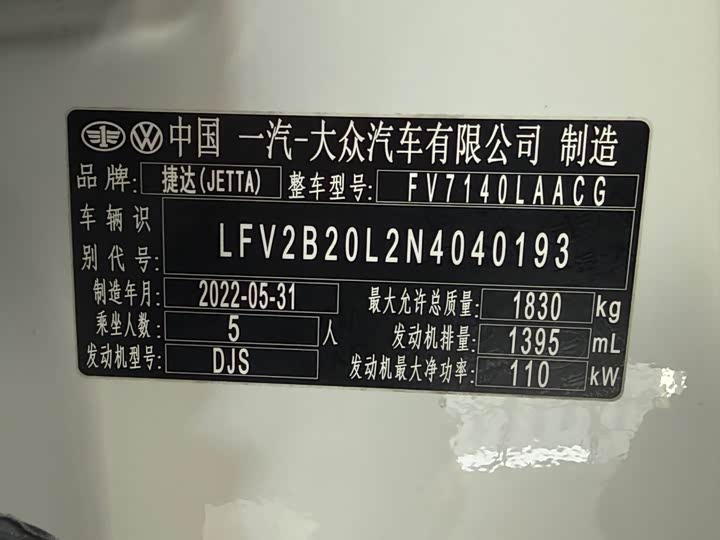 中国 一汽-大众汽车有限公司 制造
品牌: 捷达(JETTA) 整车型号: FV7140LAACG
车辆识别代号: LFV2B20L2N4040193
制造年月: 2022-05-31 最大允许总质量: 1830 kg
乘坐人数: 5 人 发动机排量: 1395 mL
发动机型号: DJS 发动机最大净功率: 110 kW